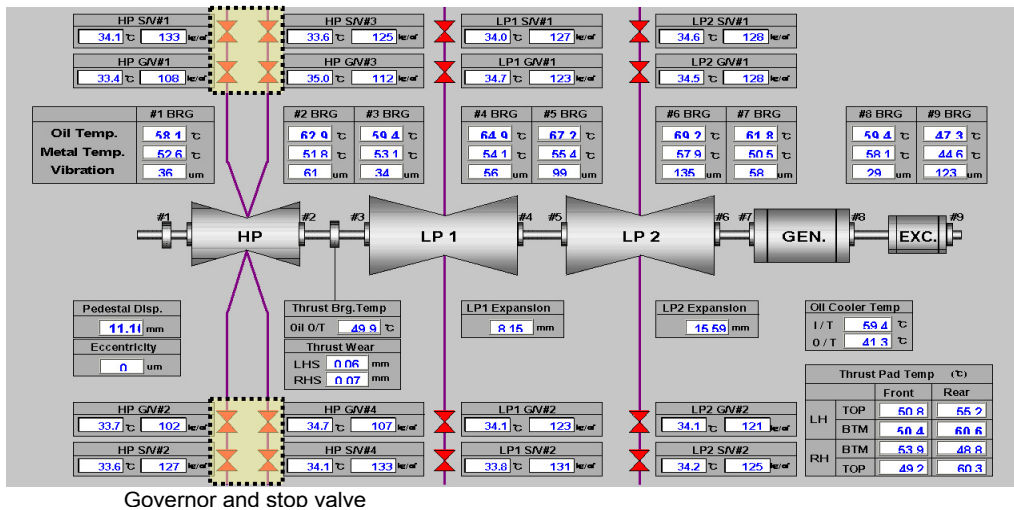 HP S/V#1 HP S/V#3 LP1 S/V#1 LP2 S/V#1
34.1 ℃ 133 kg/㎠ 33.6 ℃ 125 kg/㎠ 34.0 ℃ 127 kg/㎠ 34.6 ℃ 128 kg/㎠
HP G/V#1 HP G/V#3 LP1 G/V#1 LP2 G/V#1
33.4 ℃ 108 kg/㎠ 35.0 ℃ 112 kg/㎠ 34.7 ℃ 123 kg/㎠ 34.5 ℃ 128 kg/㎠
#1 BRG #2 BRG #3 BRG #4 BRG #5 BRG #6 BRG #7 BRG #8 BRG #9 BRG
Oil Temp. 58.1 ℃ 62.9 ℃ 59.4 ℃ 64.9 ℃ 67.2 ℃ 69.2 ℃ 61.8 ℃ 59.4 ℃ 47.3 ℃
Metal Temp. 52.6 ℃ 51.8 ℃ 53.1 ℃ 54.1 ℃ 55.4 ℃ 57.9 ℃ 50.5 ℃ 58.1 ℃ 44.6 ℃
Vibration 36 um 61 um 34 um 56 um 99 um 135 um 58 um 29 um 123 um
#1 #2 #3 #4 #5 #6 #7 #8 #9
HP LP 1 LP 2 GEN. EXC.
Pedestal Disp. Thrust Brg.Temp LP1 Expansion LP2 Expansion Oil Cooler Temp
11.16 mm Oil O/T 49.9 ℃ 8.15 mm 15.59 mm I / T 59.4 ℃
Eccentricity Thrust Wear O / T 41.3 ℃
0 um LHS 0.06 mm
RHS 0.07 mm
Thrust Pad Temp (℃)
Front Rear
LH TOP 50.8 55.2
BTM 50.4 60.6
RH BTM 53.9 48.8
TOP 49.2 60.3
HP G/V#2 HP G/V#4 LP1 G/V#2 LP2 G/V#2
33.7 ℃ 102 kg/㎠ 34.7 ℃ 107 kg/㎠ 34.1 ℃ 123 kg/㎠ 34.1 ℃ 121 kg/㎠
HP S/V#2 HP S/V#4 LP1 S/V#2 LP2 S/V#2
33.6 ℃ 127 kg/㎠ 34.1 ℃ 133 kg/㎠ 33.8 ℃ 131 kg/㎠ 34.2 ℃ 125 kg/㎠
Governor and stop valve